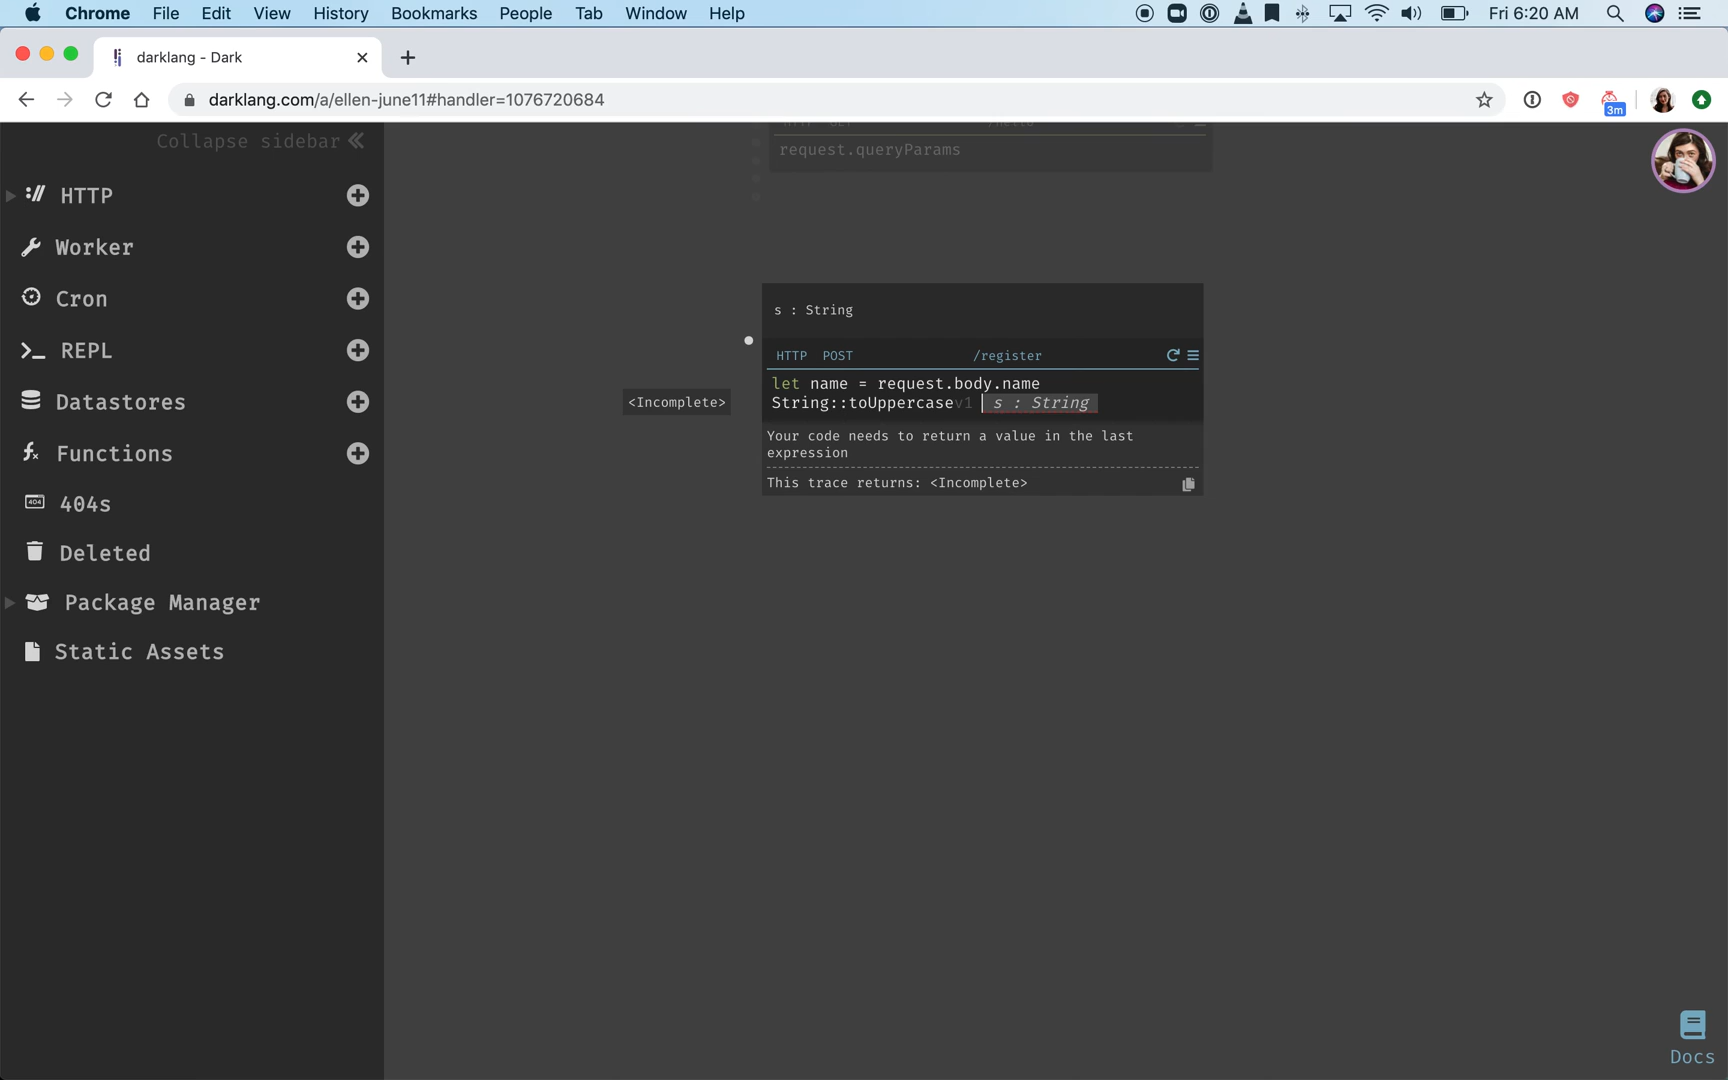 Chrome File Edit View History Bookmarks People Tab Window Help Fri 6:20 AM
darklang - Dark
darklang.com/a/ellen-june11#handler=1076720684
3m
Collapse sidebar
request.queryParams
HTTP
Worker
Cron
REPL
Datastores
Functions
404
404s
Deleted
Package Manager
Static Assets
s : String
HTTP POST /register
let name = request.body.name
<Incomplete>
String::toUppercasev1 s : String
Your code needs to return a value in the last
expression
This trace returns: <Incomplete>
Docs